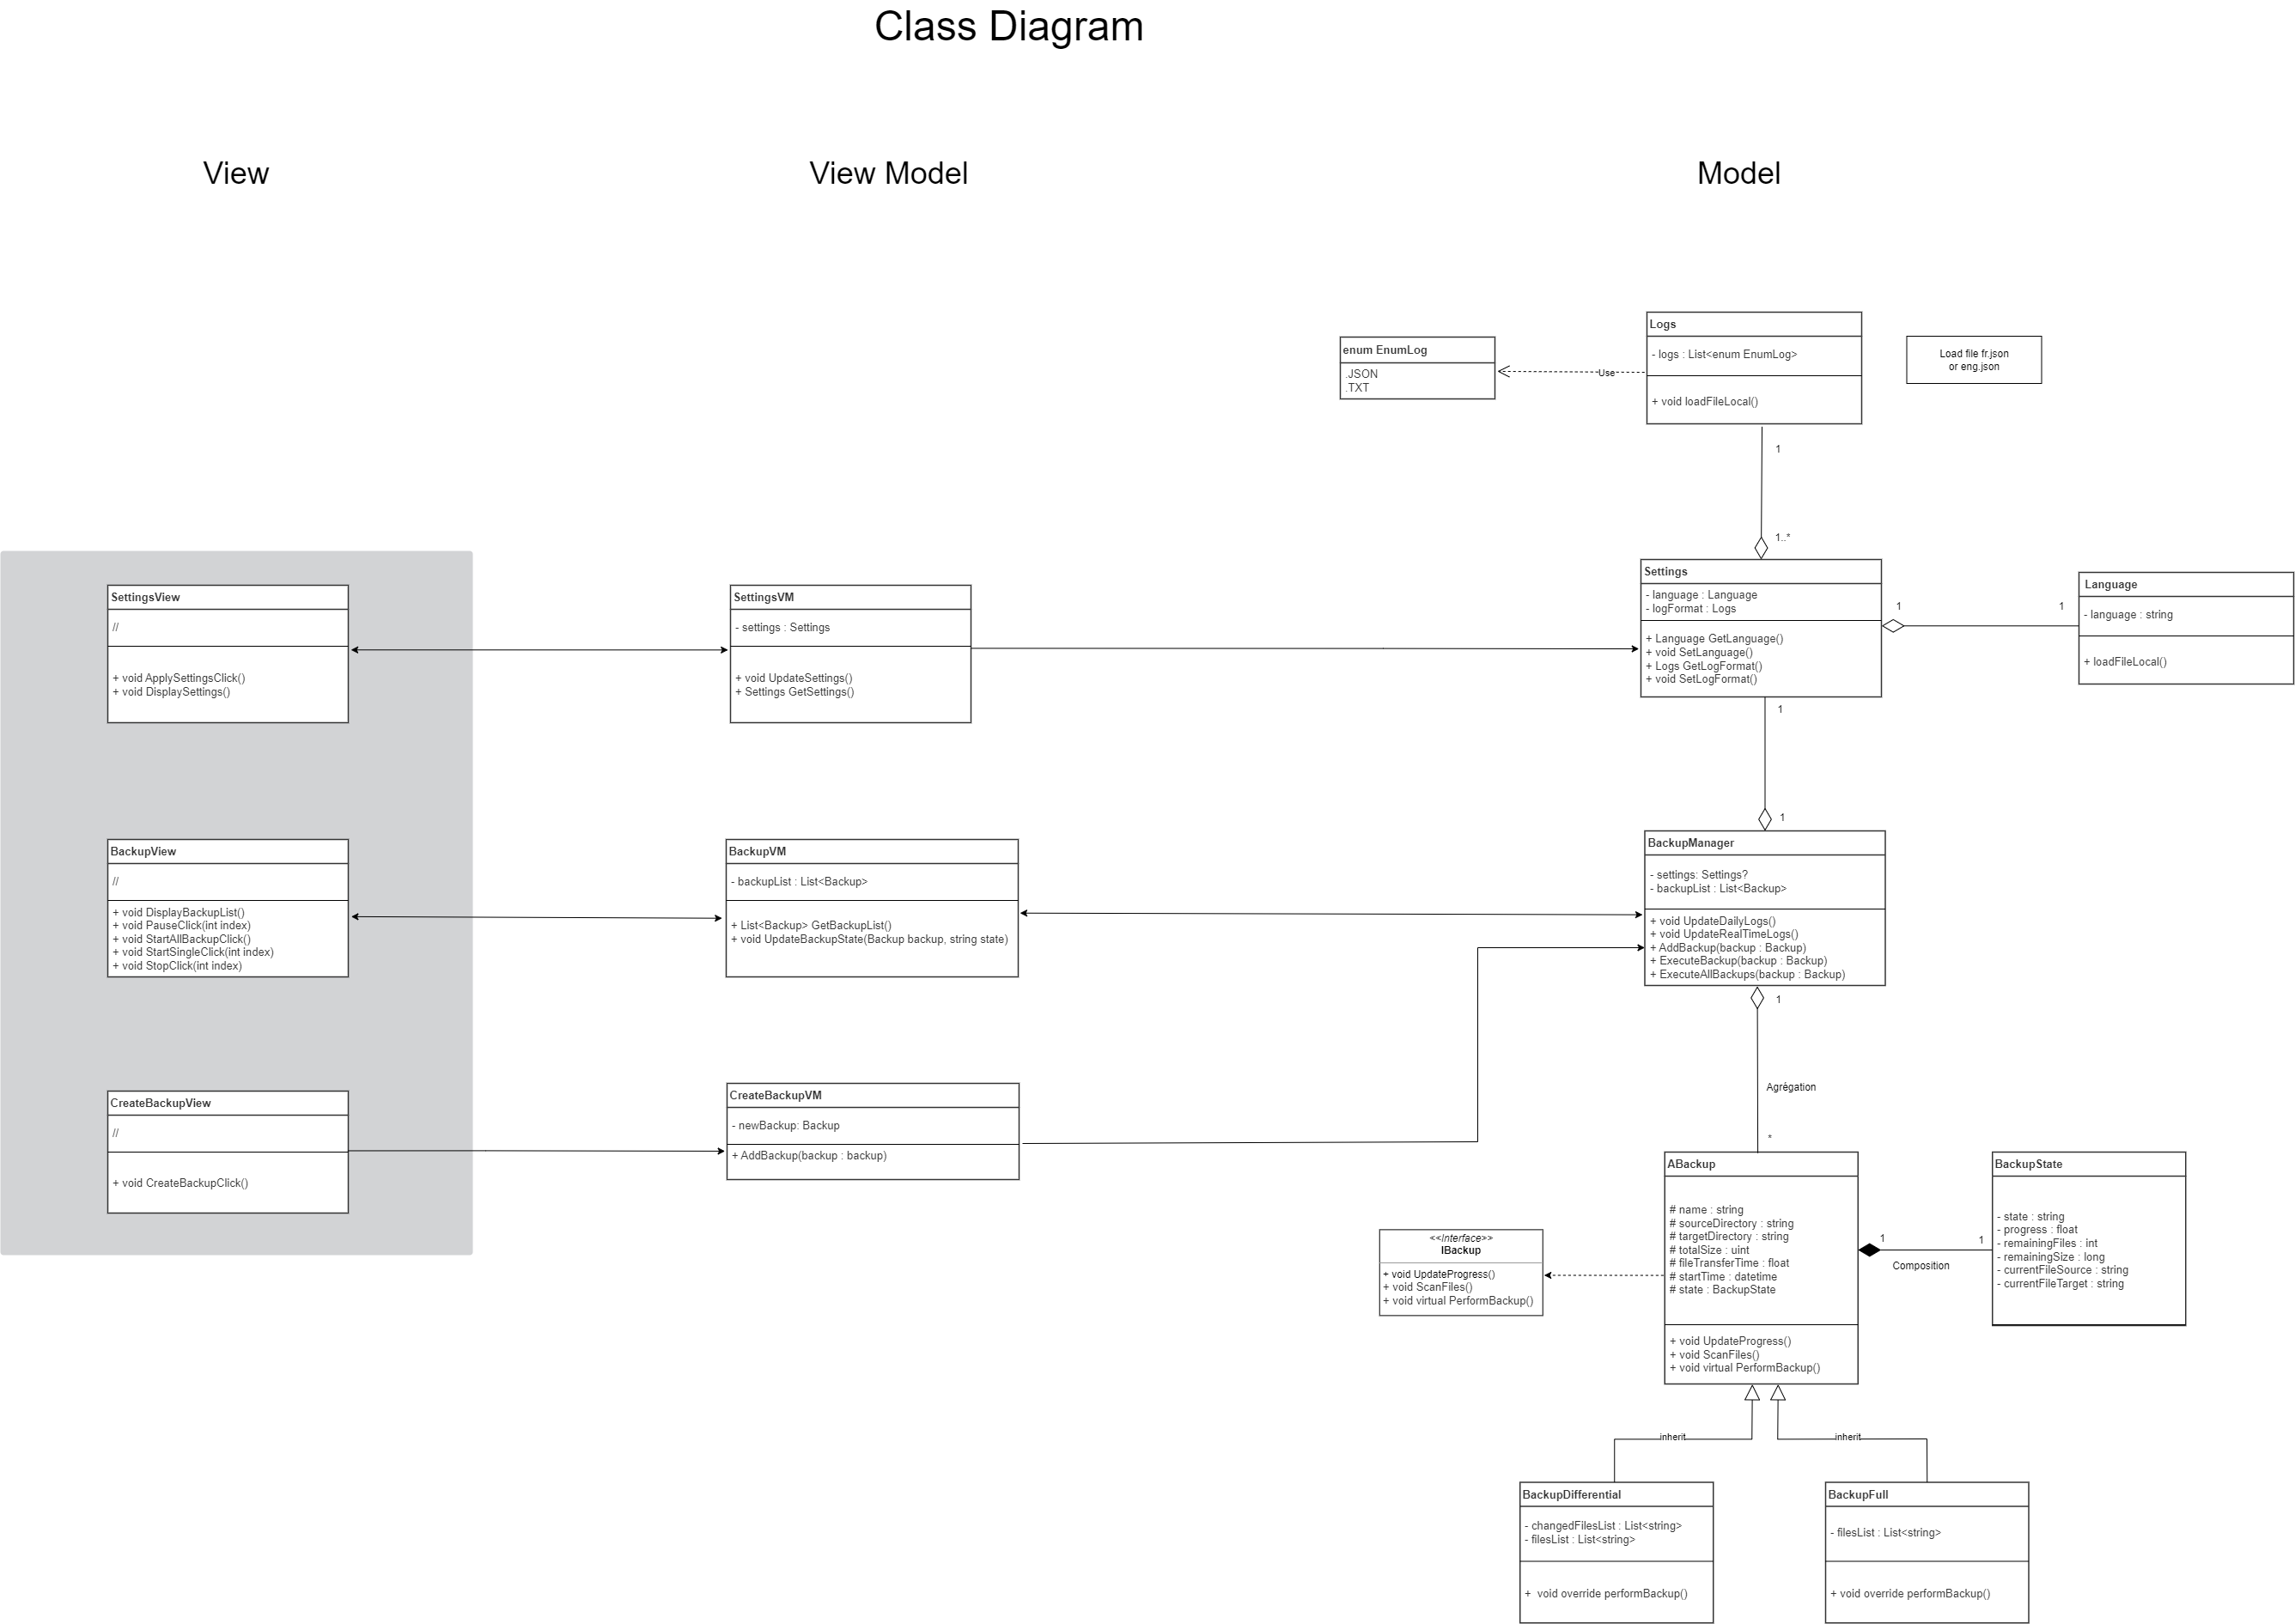 Class Diagram
View
View Model
Model
Logs
- logs : List<enum EnumLog>
+ void loadFileLocal()
enum EnumLog
.JSON
.TXT
Use
Load file fr.json
or eng.json
1
1..*
SettingsView
//
+ void ApplySettingsClick()
+ void DisplaySettings()
SettingsVM
- settings : Settings
+ void UpdateSettings()
+ Settings GetSettings()
Settings
- language : Language
- logFormat : Logs
+ Language GetLanguage()
+ void SetLanguage()
+ Logs GetLogFormat()
+ void SetLogFormat()
1
1
Language
- language : string
+ loadFileLocal()
1
1
BackupView
//
+ void DisplayBackupList()
+ void PauseClick(int index)
+ void StartAllBackupClick()
+ void StartSingleClick(int index)
+ void StopClick(int index)
BackupVM
- backupList : List<Backup>
+ List<Backup> GetBackupList()
+ void UpdateBackupState(Backup backup, string state)
BackupManager
- settings: Settings?
- backupList : List<Backup>
+ void UpdateDailyLogs()
+ void UpdateRealTimeLogs()
+ AddBackup(backup : Backup)
+ ExecuteBackup(backup : Backup)
+ ExecuteAllBackups(backup : Backup)
1
Agrégation
*
CreateBackupView
//
+ void CreateBackupClick()
CreateBackupVM
- newBackup: Backup
+ AddBackup(backup : backup)
ABackup
# name : string
# sourceDirectory : string
# targetDirectory : string
# totalSize : uint
# fileTransferTime : float
# startTime : datetime
# state : BackupState
+ void UpdateProgress()
+ void ScanFiles()
+ void virtual PerformBackup()
1
1
Composition
BackupState
- state : string
- progress : float
- remainingFiles : int
- remainingSize : long
- currentFileSource : string
- currentFileTarget : string
<<Interface>>
IBackup
+ void UpdateProgress()
+ void ScanFiles()
+ void virtual PerformBackup()
inherit
inherit
BackupDifferential
- changedFilesList : List<string>
- filesList : List<string>
+  void override performBackup()
BackupFull
- filesList : List<string>
+ void override performBackup()